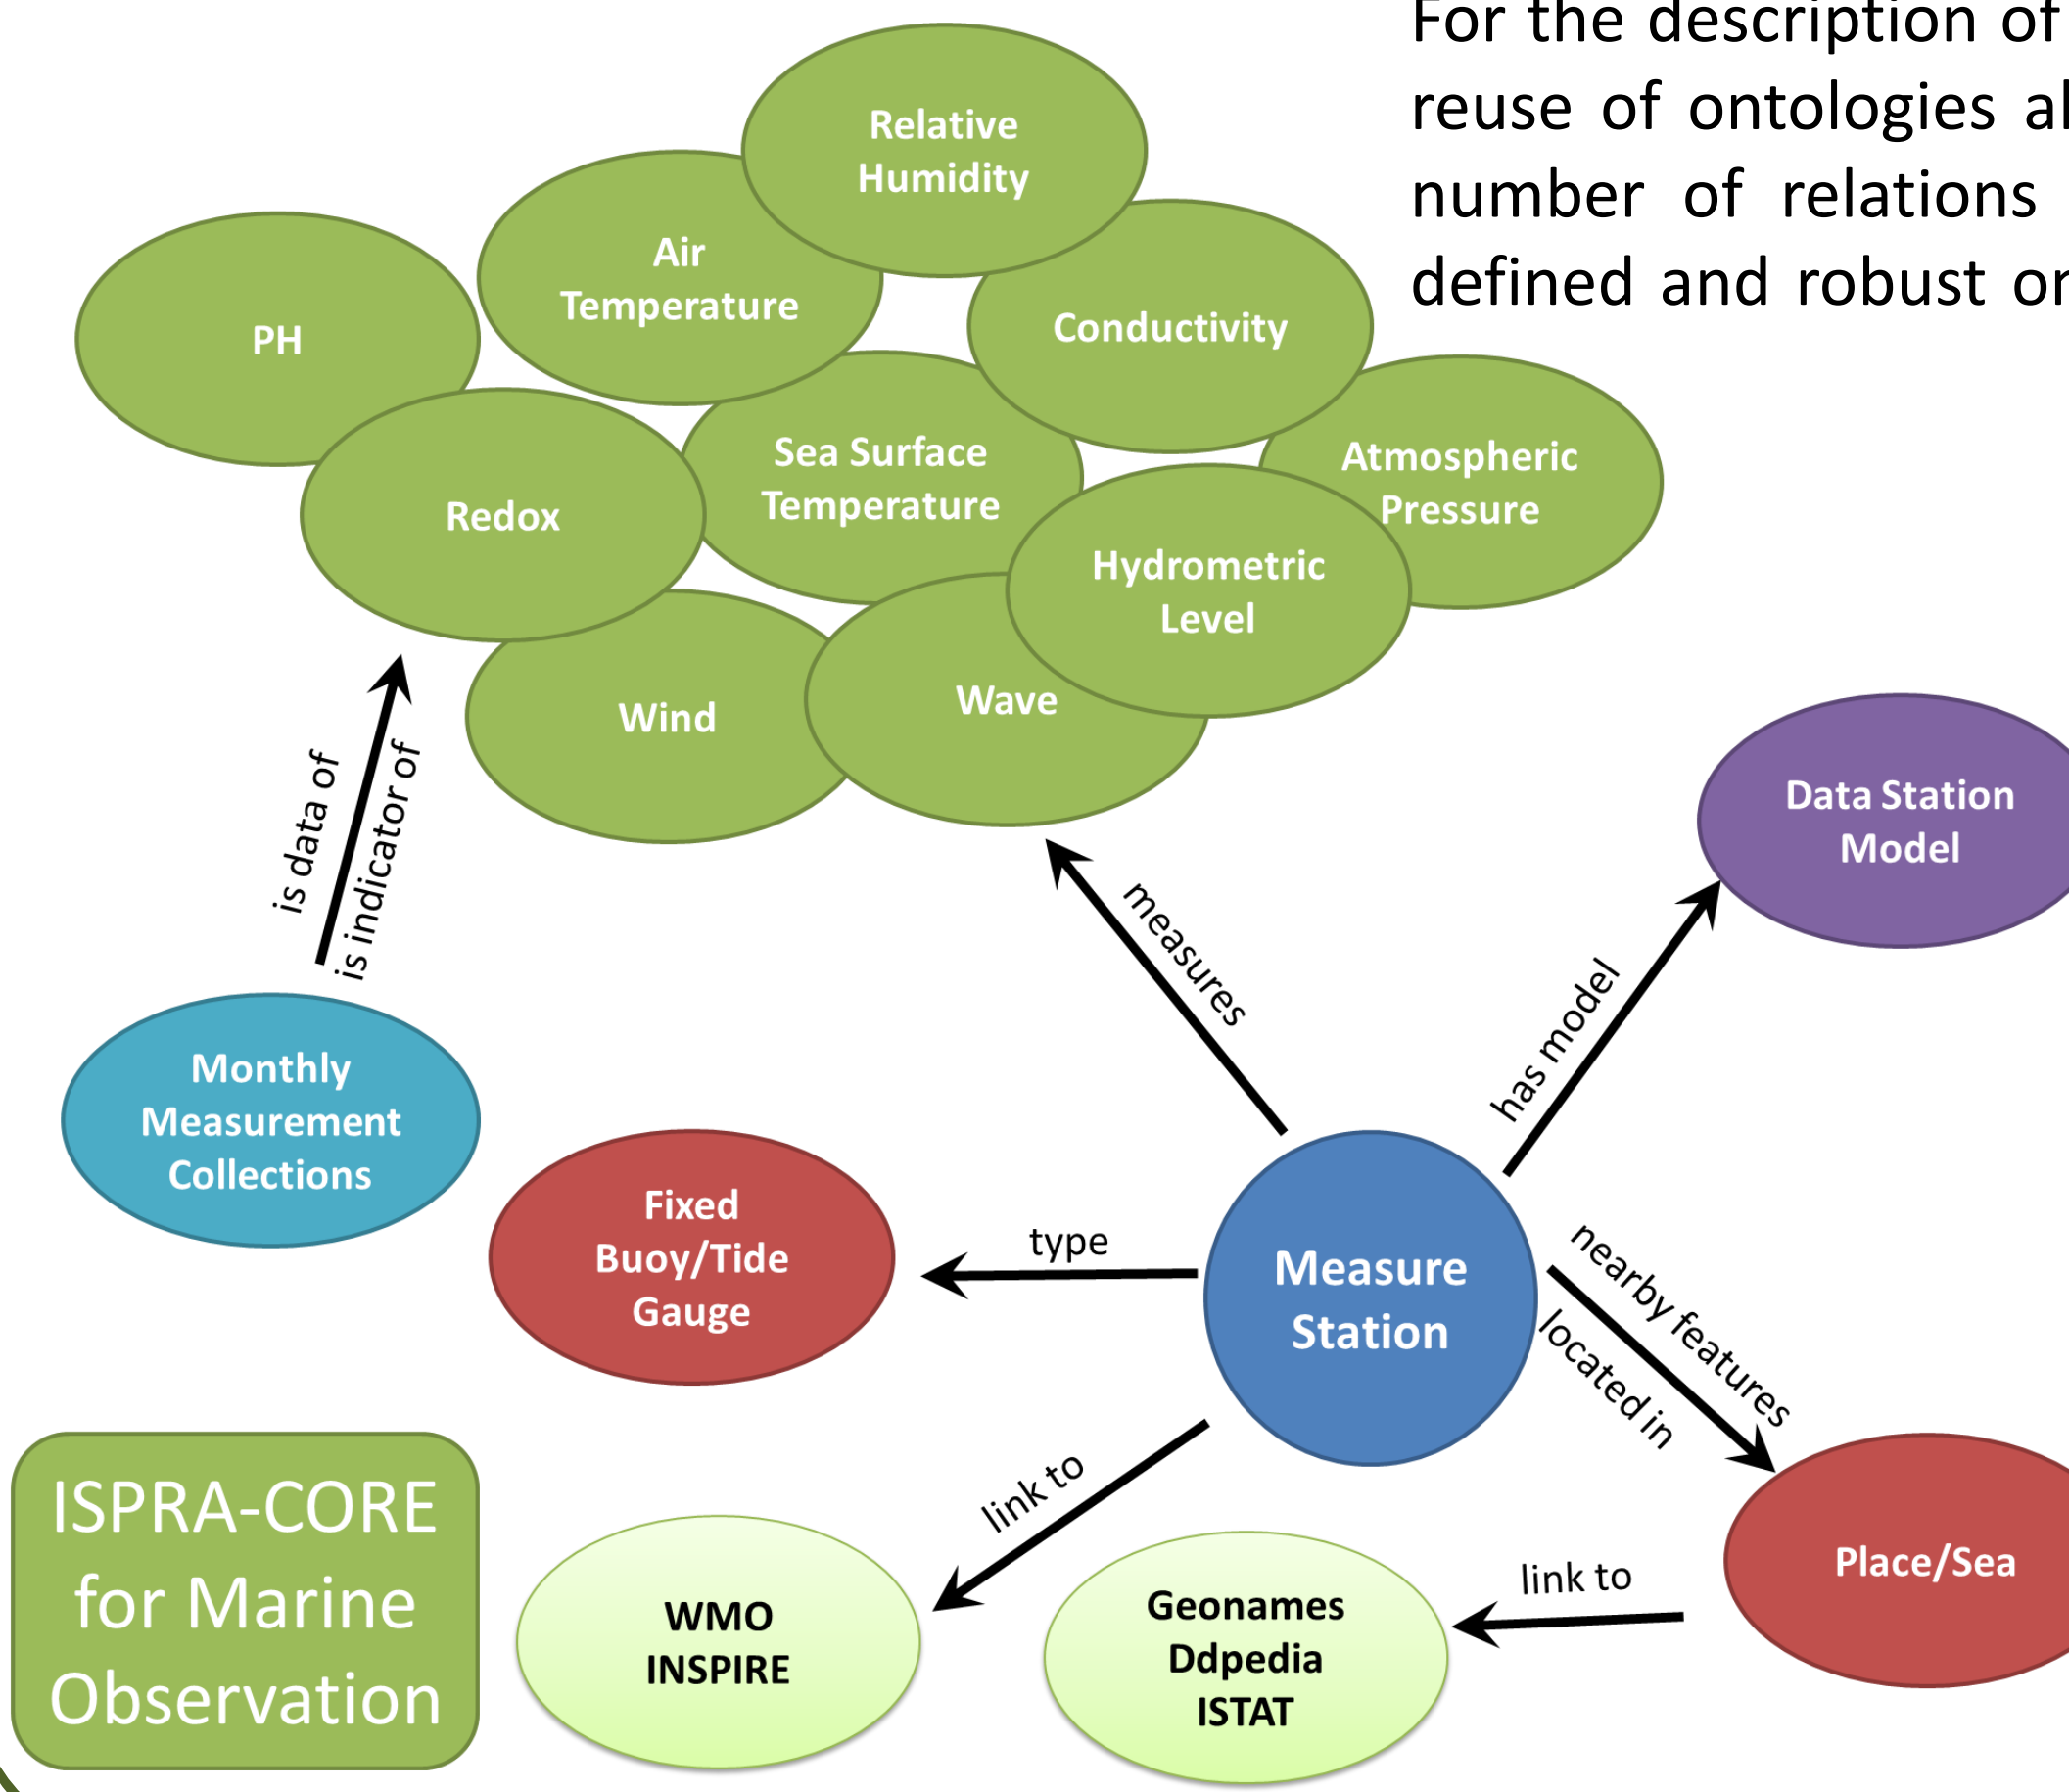 For the description of
reuse of ontologies
number of relations
defined and robust
Relative
Humidity
Air
Temperature
PH
Conductivity
Sea Surface
Temperature
Atmospheric
Pressure
Redox
Hydrometric
Level
Wind
Wave
is data of
is indicator of
measures
has model
Data Station
Model
Monthly
Measurement
Collections
Fixed
Buoy/Tide
Gauge
type
Measure
Station
nearby features
located in
link to
ISPRA-CORE
for Marine
Observation
WMO
INSPIRE
Geonames
Ddpedia
ISTAT
link to
Place/Sea